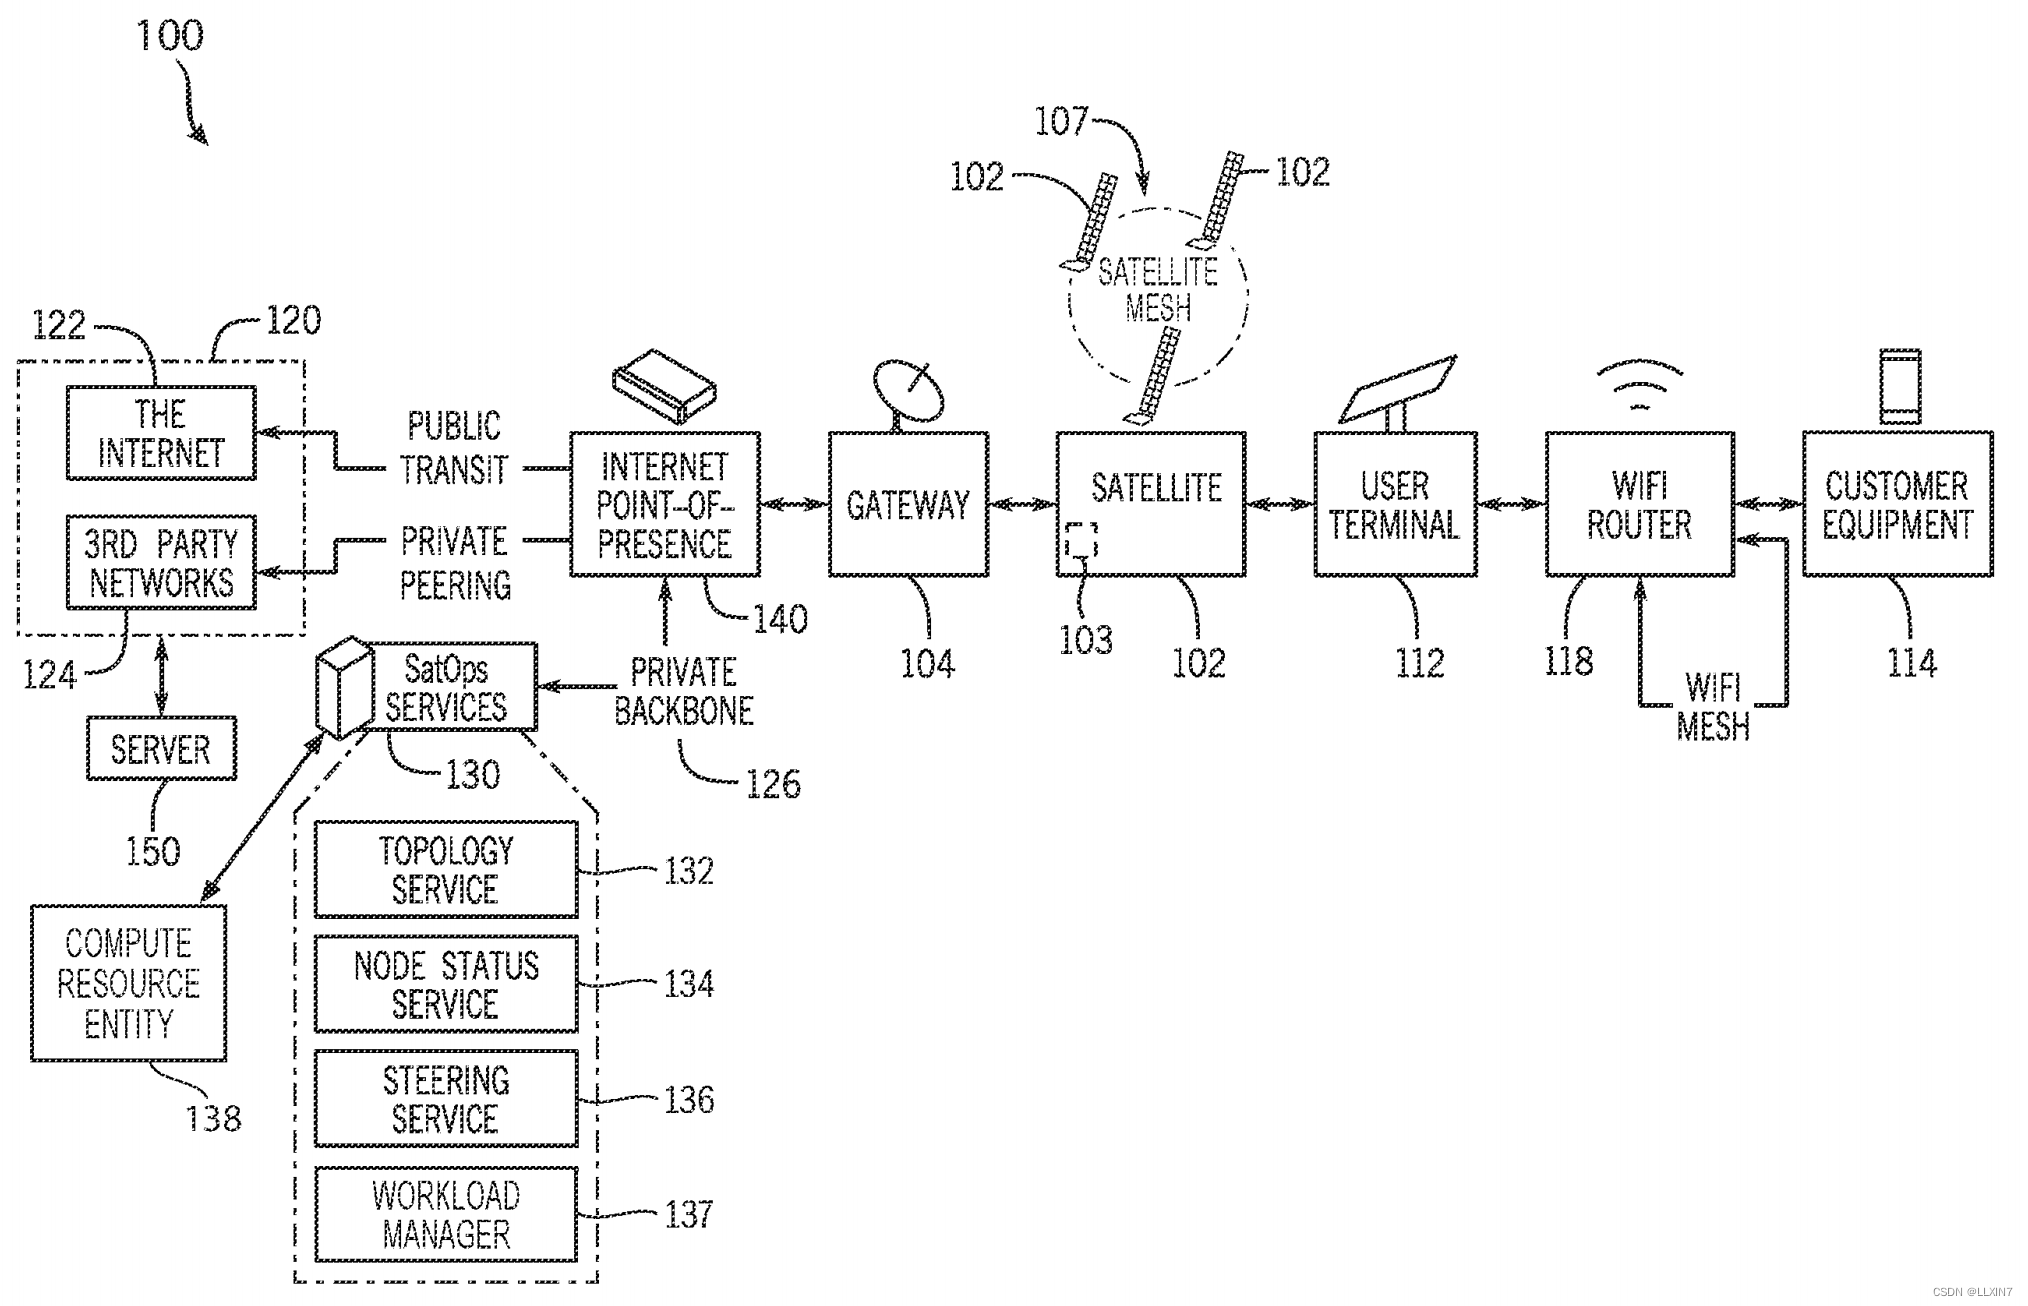 100
107
102
102
SATELLITE
MESH
122
120
THE
INTERNET
3RD PARTY
NETWORKS
124
PUBLIC
TRANSIT
PRIVATE
PEERING
INTERNET
POINT-OF-
PRESENCE
140
GATEWAY
104
SATELLITE
103
102
USER
TERMINAL
112
WIFI
ROUTER
118
CUSTOMER
EQUIPMENT
114
WIFI
MESH
SatOps
SERVICES
130
PRIVATE
BACKBONE
126
SERVER
150
COMPUTE
RESOURCE
ENTITY
138
TOPOLOGY
SERVICE
132
NODE STATUS
SERVICE
134
STEERING
SERVICE
136
WORKLOAD
MANAGER
137
CSDN @LLXIN7